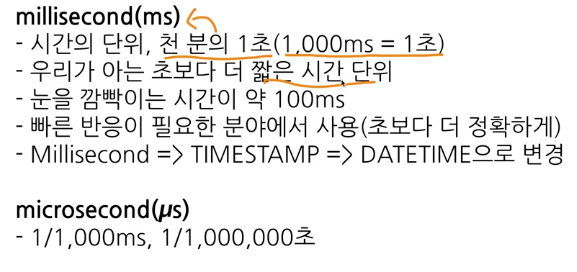 millisecond(ms)
- 시간의 단위, 천 분의 1초(1,000ms = 1초)
- 우리가 아는 초보다 더 짧은 시간 단위
- 눈을 깜빡이는 시간이 약 100ms
- 빠른 반응이 필요한 분야에서 사용(초보다 더 정확하게)
- Millisecond => TIMESTAMP => DATETIME으로 변경
microsecond(μs)
- 1/1,000ms, 1/1,000,000초